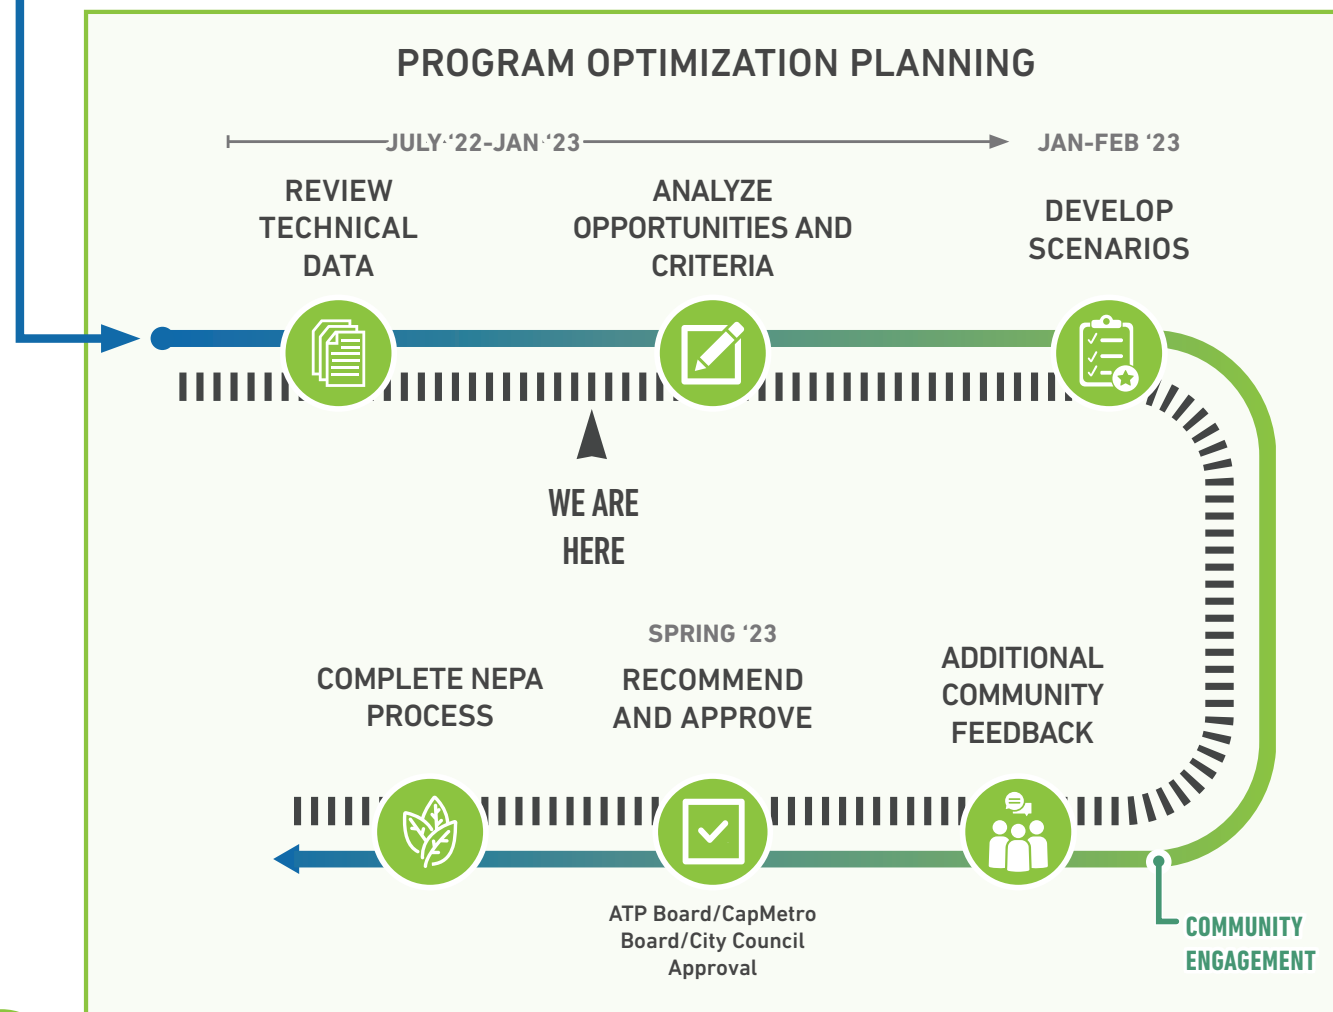 PROGRAM OPTIMIZATION PLANNING
JULY ‘22-JAN ‘23
JAN-FEB ‘23
REVIEW
TECHNICAL
DATA
ANALYZE
OPPORTUNITIES AND
CRITERIA
DEVELOP
SCENARIOS
WE ARE
HERE
ADDITIONAL
COMMUNITY
FEEDBACK
SPRING ‘23
RECOMMEND
AND APPROVE
COMPLETE NEPA
PROCESS
ATP Board/CapMetro
Board/City Council
Approval
COMMUNITY
ENGAGEMENT